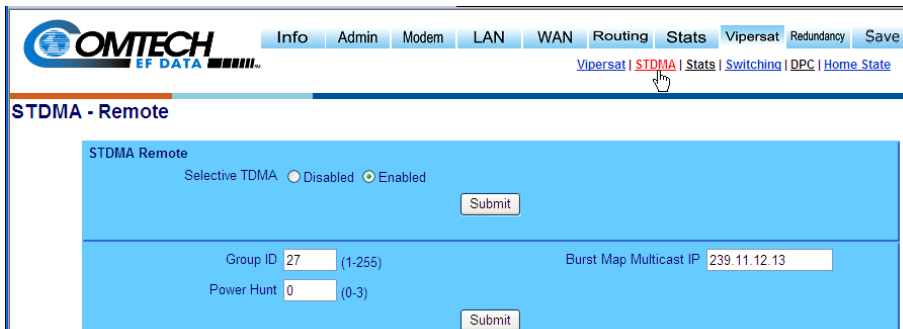 COMTECH
EF DATA
Info Admin Modem LAN WAN Routing Stats Vipersat Redundancy Save
Vipersat | STDMA | Stats | Switching | DPC | Home State
STDMA - Remote
STDMA Remote
Selective TDMA Disabled Enabled
Submit
Group ID 27 (1-255) Burst Map Multicast IP 239.11.12.13
Power Hunt 0 (0-3)
Submit